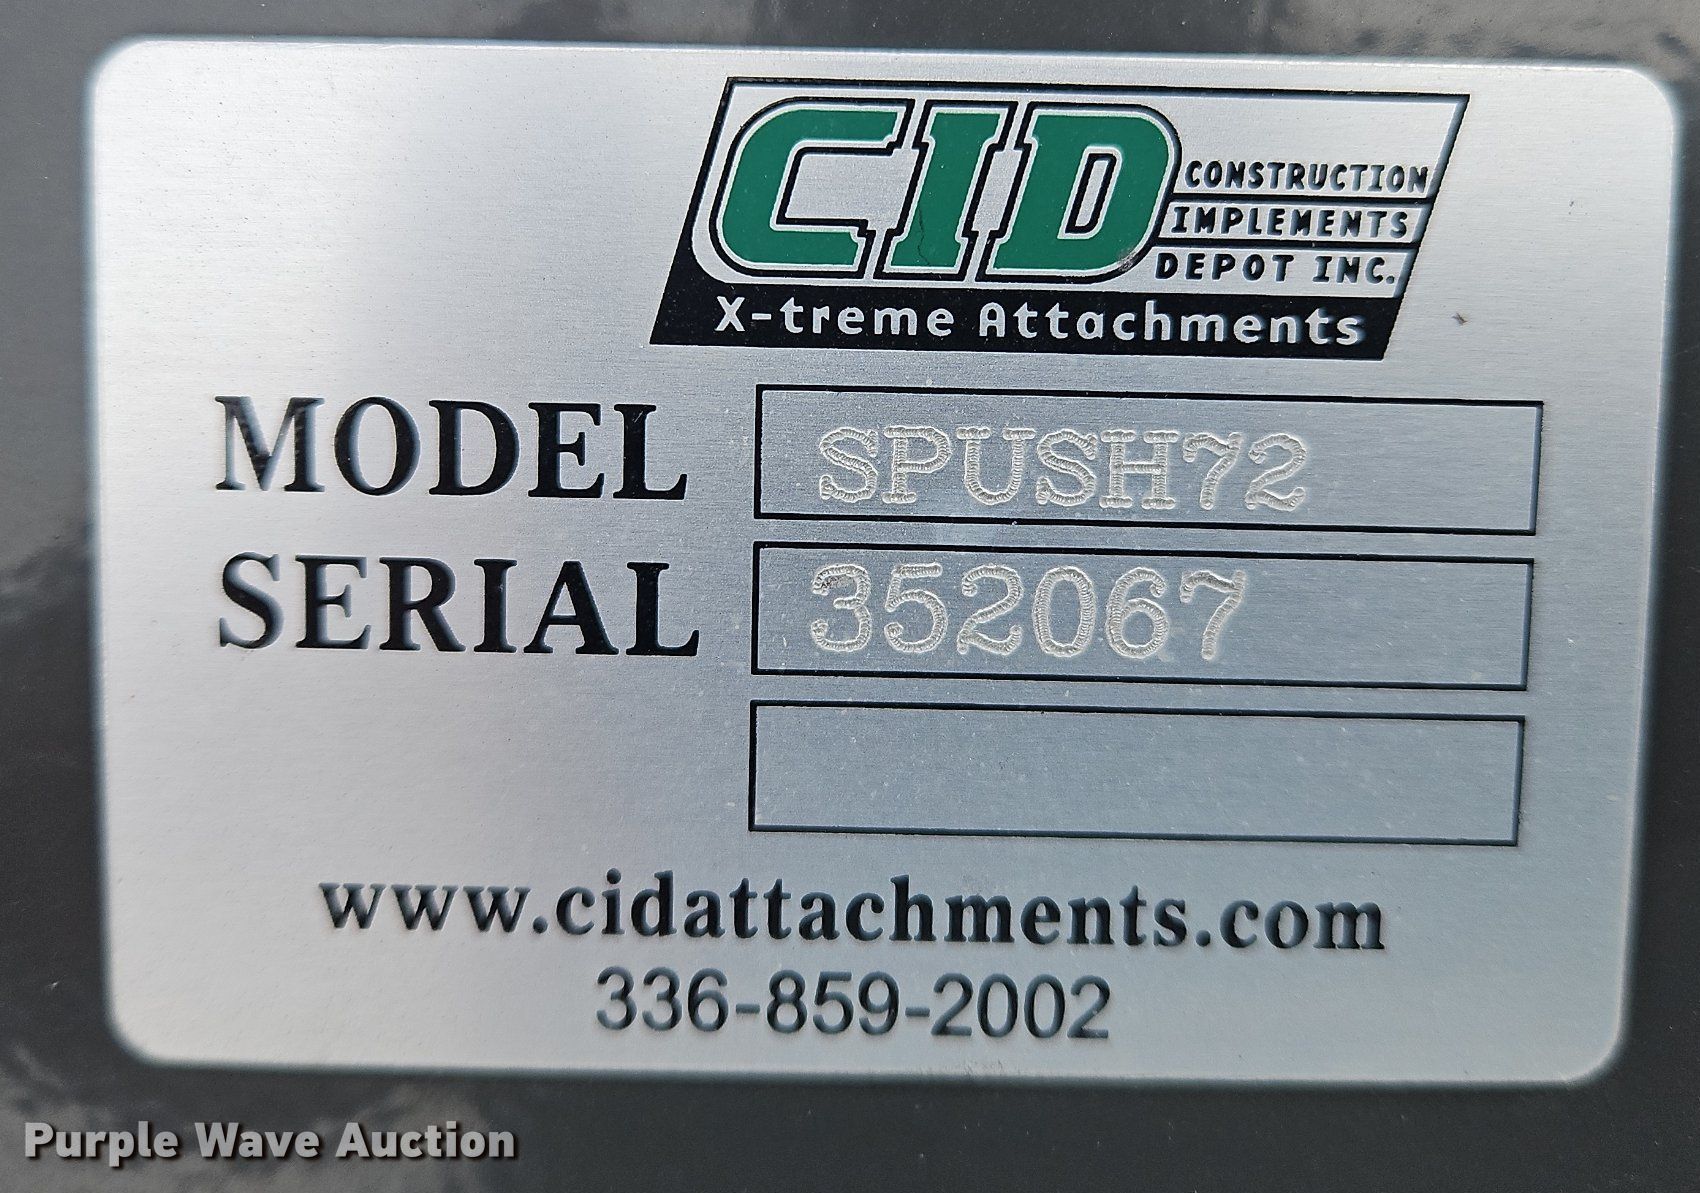 CID
CONSTRUCTION
IMPLEMENTS
DEPOT INC.
X-treme Attachments
MODEL SPUSH72
SERIAL 352067
www.cidattachments.com
336-859-2002
Purple Wave Auction